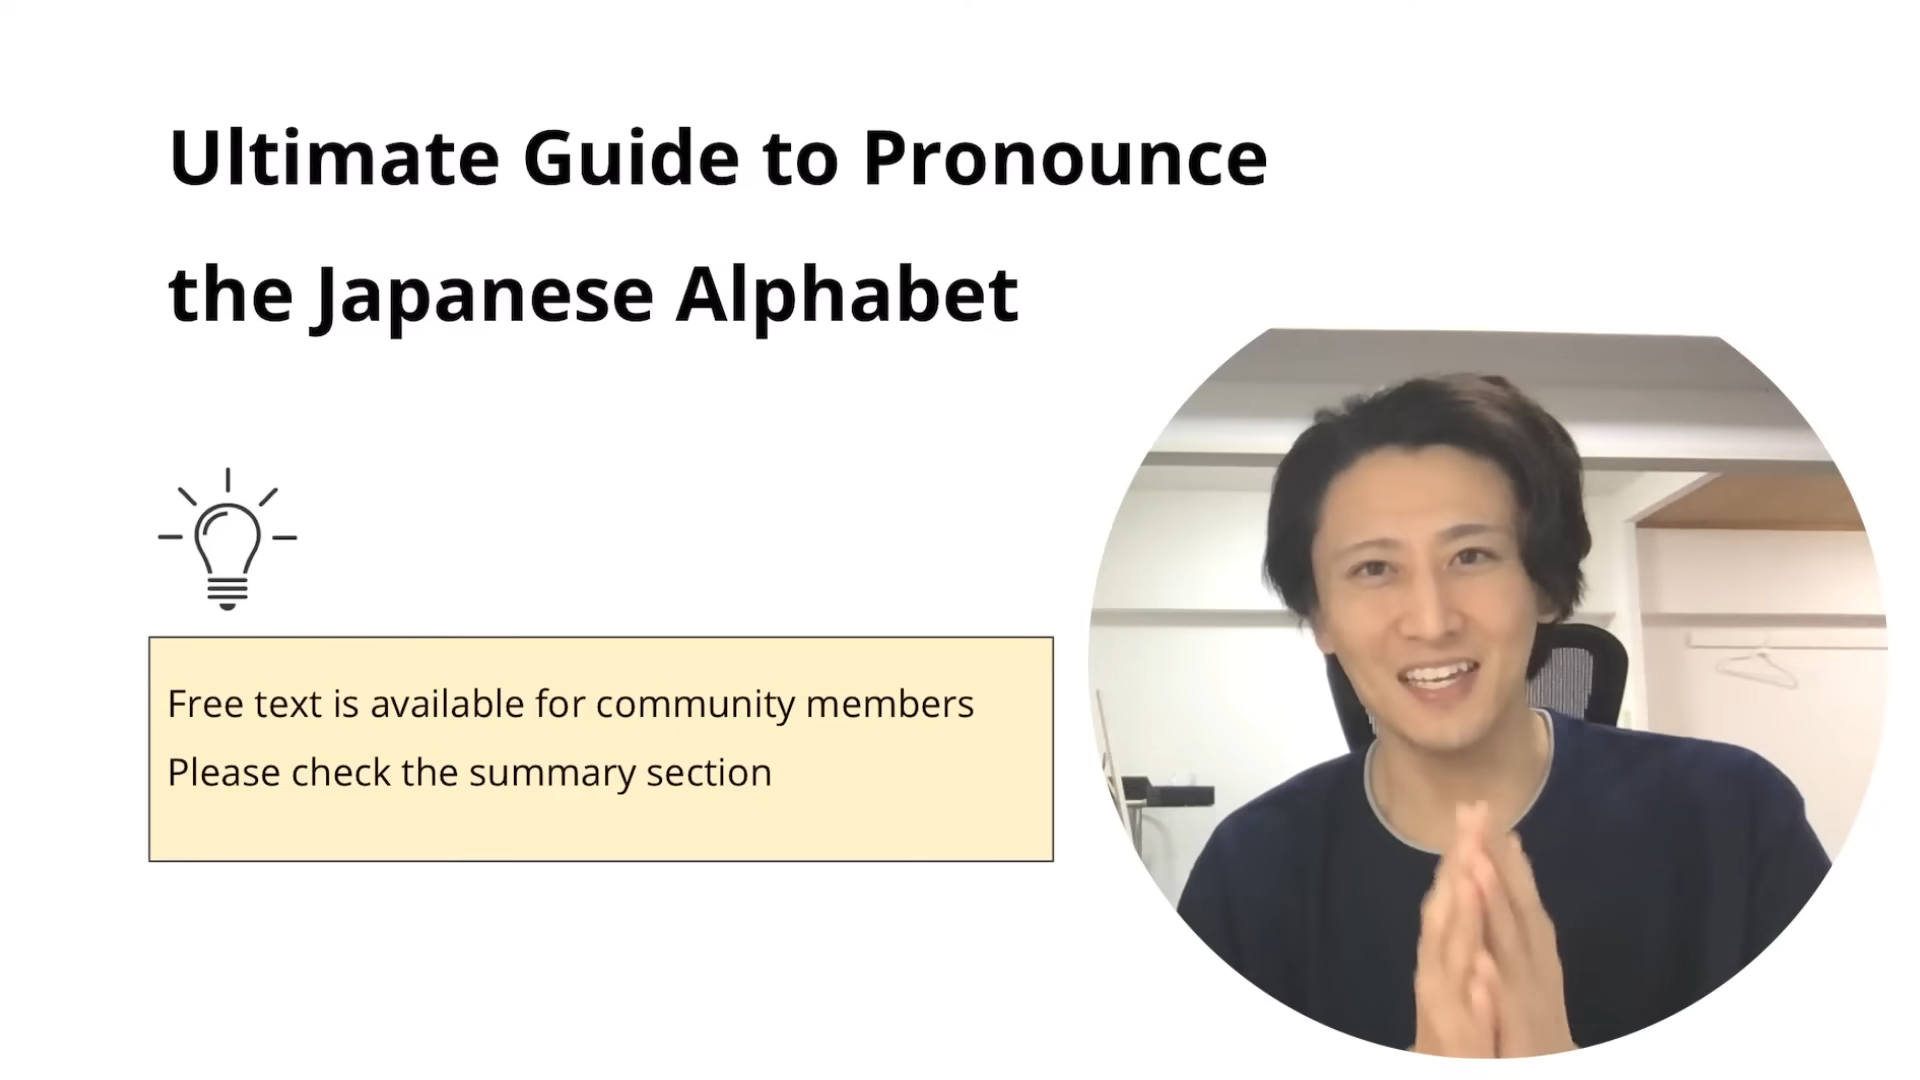 Ultimate Guide to Pronounce
the Japanese Alphabet
Free text is available for community members
Please check the summary section